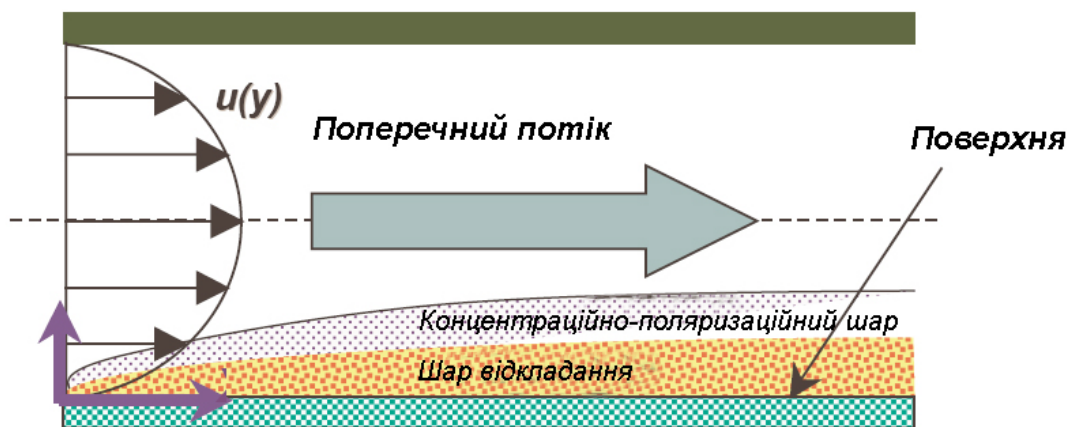 u(y)
Поперечний потік
Поверхня
Концентраційно-поляризаційний шар
Шар відкладання